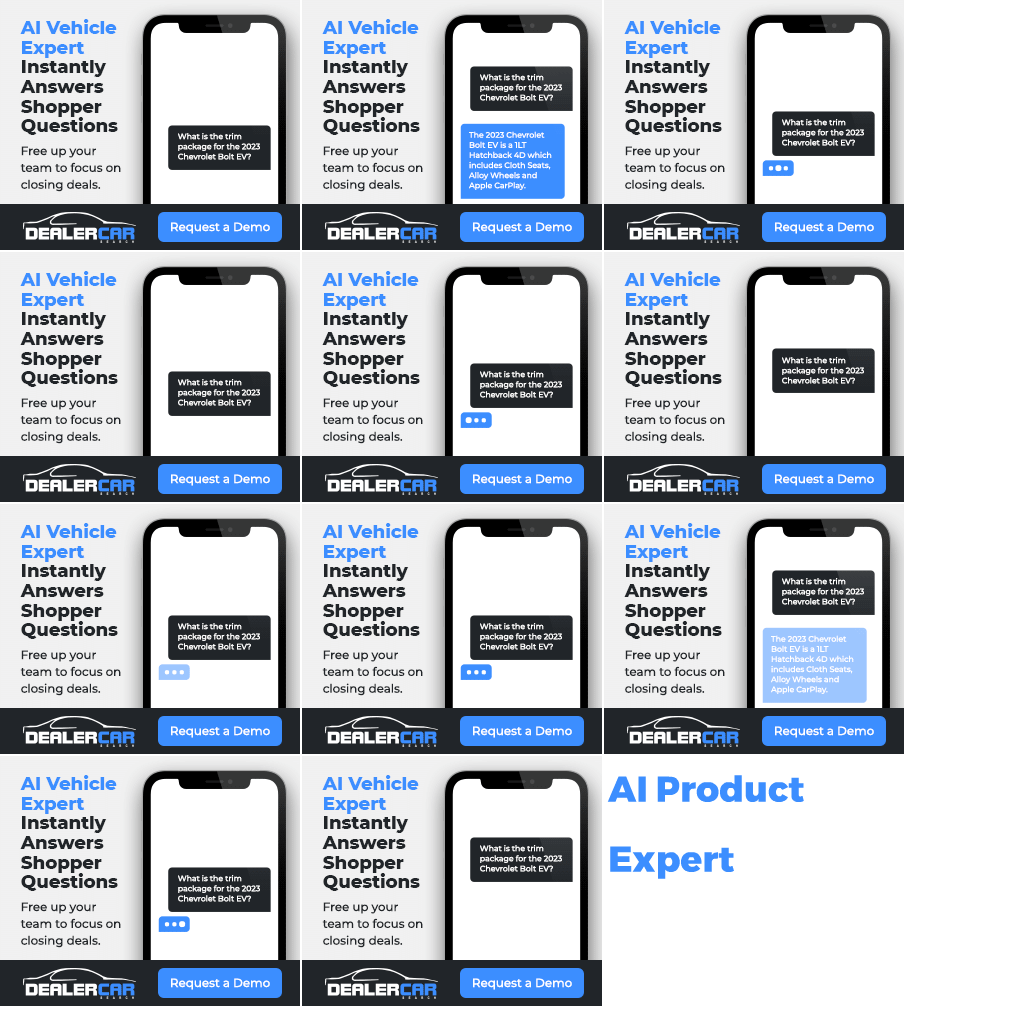 AI Vehicle
Expert
Instantly
Answers
Shopper
Questions
Free up your
team to focus on
closing deals.
What is the trim
package for the 2023
Chevrolet Bolt EV?
DEALERCAR
SEARCH
Request a Demo
AI Vehicle
Expert
Instantly
Answers
Shopper
Questions
Free up your
team to focus on
closing deals.
What is the trim
package for the 2023
Chevrolet Bolt EV?
The 2023 Chevrolet
Bolt EV is a 1LT
Hatchback 4D which
includes Cloth Seats,
Alloy Wheels and
Apple CarPlay.
DEALERCAR
SEARCH
Request a Demo
AI Vehicle
Expert
Instantly
Answers
Shopper
Questions
Free up your
team to focus on
closing deals.
What is the trim
package for the 2023
Chevrolet Bolt EV?
DEALERCAR
SEARCH
Request a Demo
AI Vehicle
Expert
Instantly
Answers
Shopper
Questions
Free up your
team to focus on
closing deals.
What is the trim
package for the 2023
Chevrolet Bolt EV?
DEALERCAR
SEARCH
Request a Demo
AI Vehicle
Expert
Instantly
Answers
Shopper
Questions
Free up your
team to focus on
closing deals.
What is the trim
package for the 2023
Chevrolet Bolt EV?
DEALERCAR
SEARCH
Request a Demo
AI Vehicle
Expert
Instantly
Answers
Shopper
Questions
Free up your
team to focus on
closing deals.
What is the trim
package for the 2023
Chevrolet Bolt EV?
DEALERCAR
SEARCH
Request a Demo
AI Vehicle
Expert
Instantly
Answers
Shopper
Questions
Free up your
team to focus on
closing deals.
What is the trim
package for the 2023
Chevrolet Bolt EV?
DEALERCAR
SEARCH
Request a Demo
AI Vehicle
Expert
Instantly
Answers
Shopper
Questions
Free up your
team to focus on
closing deals.
What is the trim
package for the 2023
Chevrolet Bolt EV?
DEALERCAR
SEARCH
Request a Demo
AI Vehicle
Expert
Instantly
Answers
Shopper
Questions
Free up your
team to focus on
closing deals.
What is the trim
package for the 2023
Chevrolet Bolt EV?
The 2023 Chevrolet
Bolt EV is a 1LT
Hatchback 4D which
includes Cloth Seats,
Alloy Wheels and
Apple CarPlay.
DEALERCAR
SEARCH
Request a Demo
AI Vehicle
Expert
Instantly
Answers
Shopper
Questions
Free up your
team to focus on
closing deals.
What is the trim
package for the 2023
Chevrolet Bolt EV?
DEALERCAR
SEARCH
Request a Demo
AI Vehicle
Expert
Instantly
Answers
Shopper
Questions
Free up your
team to focus on
closing deals.
What is the trim
package for the 2023
Chevrolet Bolt EV?
DEALERCAR
SEARCH
Request a Demo
AI Product
Expert